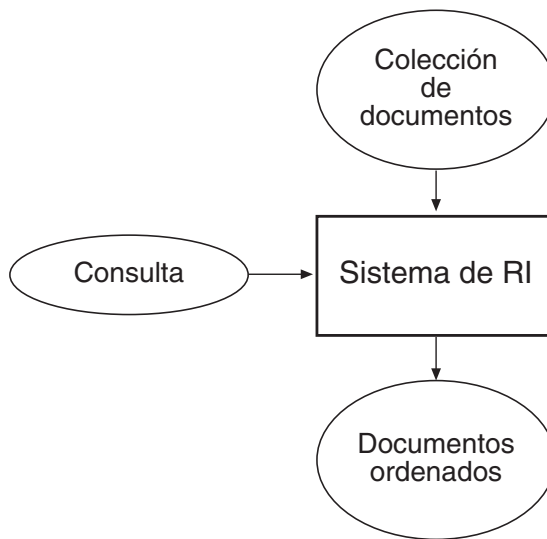 Colección
de
documentos
Consulta
Sistema de RI
Documentos
ordenados